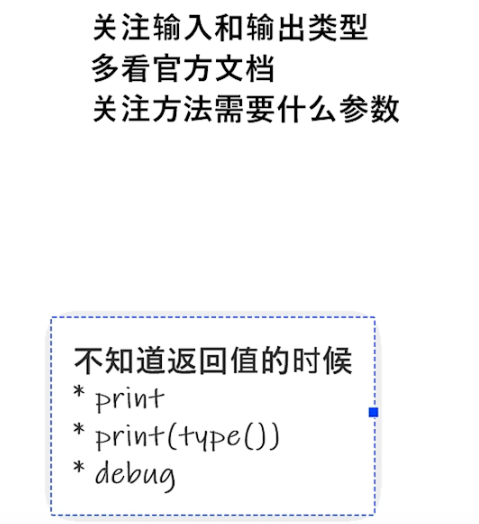 关注输入和输出类型
多看官方文档
关注方法需要什么参数
不知道返回值的时候
* print
* print(type())
* debug